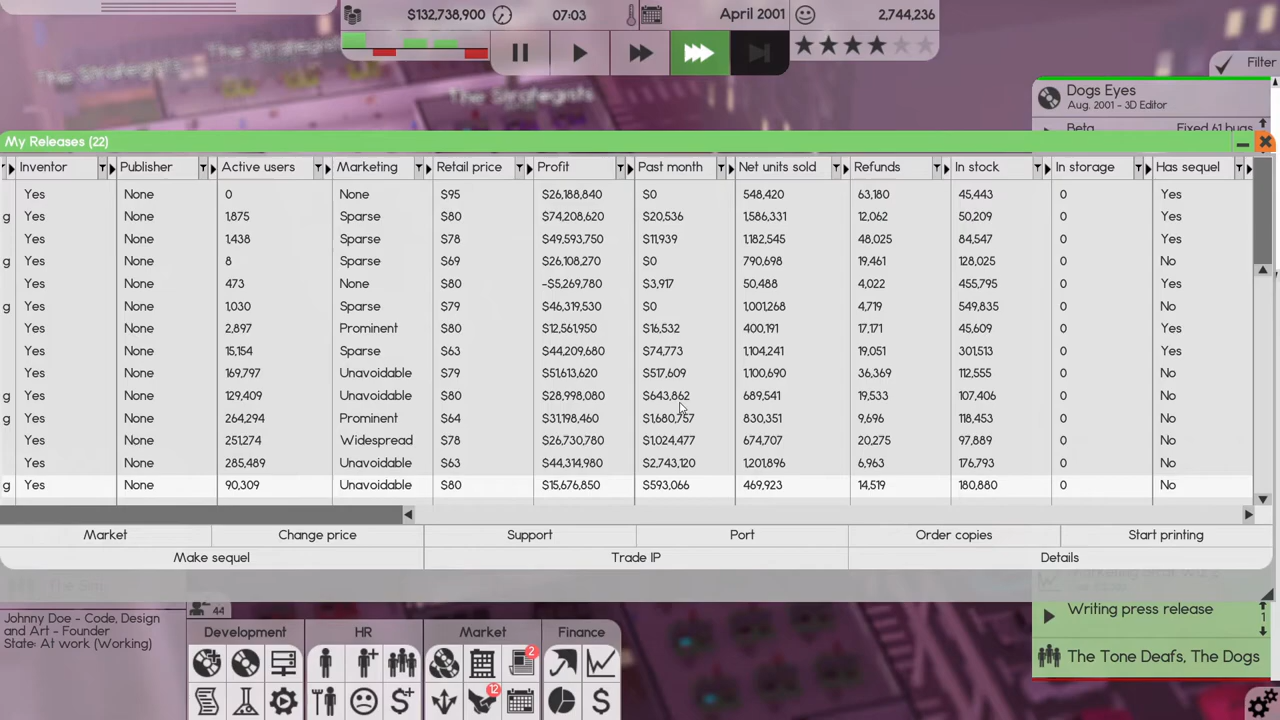 $132,738,900
07:03
April 2001
2,744,236
Filter
The Strategists
The Strategists
The Strategists
Dogs Eyes
Aug. 2001 - 3D Editor
Beta
Fixed 61 bugs
My Releases (22)
Inventor Publisher Active users Marketing Retail price Profit Past month Net units sold Refunds In stock In storage Has sequel
Yes None 0 None $95 $26,188,840 $0 548,420 63,180 45,443 0 Yes
g Yes None 1,875 Sparse $80 $74,208,620 $20,536 1,586,331 12,062 50,209 0 Yes
Yes None 1,438 Sparse $78 $49,593,750 $11,939 1,182,545 48,025 84,547 0 Yes
g Yes None 8 Sparse $69 $26,108,270 $0 790,698 19,461 128,025 0 No
Yes None 473 None $80 -$5,269,780 $3,917 50,488 4,022 455,795 0 Yes
g Yes None 1,030 Sparse $79 $46,319,530 $0 1,001,268 4,719 549,835 0 No
Yes None 2,897 Prominent $80 $12,561,950 $16,532 400,191 17,171 45,609 0 Yes
Yes None 15,154 Sparse $63 $44,209,680 $74,773 1,104,241 19,051 301,513 0 Yes
Yes None 169,797 Unavoidable $79 $51,613,620 $517,609 1,100,690 36,369 112,555 0 No
g Yes None 129,409 Unavoidable $80 $28,998,080 $643,862 689,541 19,533 107,406 0 No
g Yes None 264,294 Prominent $64 $31,198,460 $1,680,757 830,351 9,696 118,453 0 No
Yes None 251,274 Widespread $78 $26,730,780 $1,024,477 674,707 20,275 97,889 0 No
Yes None 285,489 Unavoidable $63 $44,314,980 $2,743,120 1,201,896 6,963 176,793 0 No
g Yes None 90,309 Unavoidable $80 $15,676,850 $593,066 469,923 14,519 180,880 0 No
Market Change price Support Port Order copies Start printing
Make sequel Trade IP Details
Writing press release
1
The Tone Deafs, The Dogs
Johnny Doe - Code, Design
and Art - Founder
State: At work (Working)
44
Development HR Market Finance
2
12